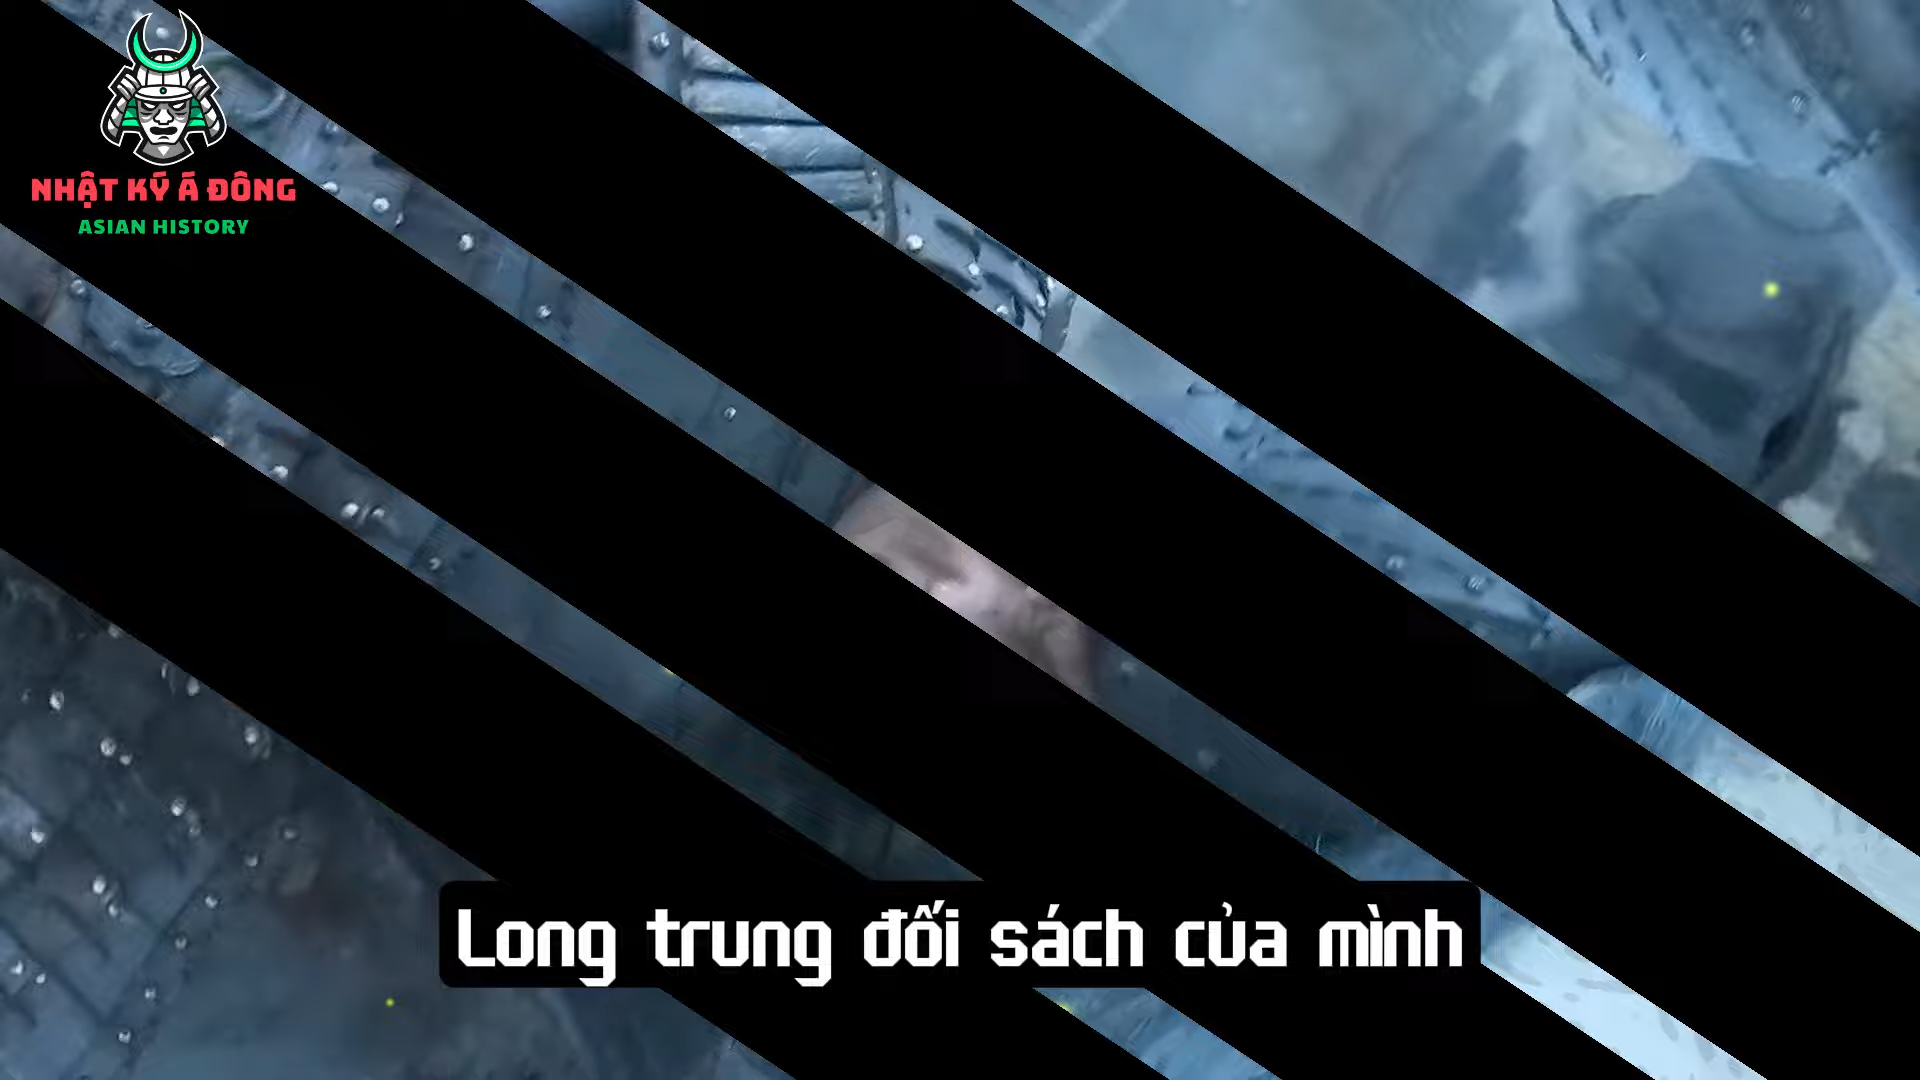 NHẬT KÝ Á ĐÔNG
ASIAN HISTORY
Long trung đối sách của mình